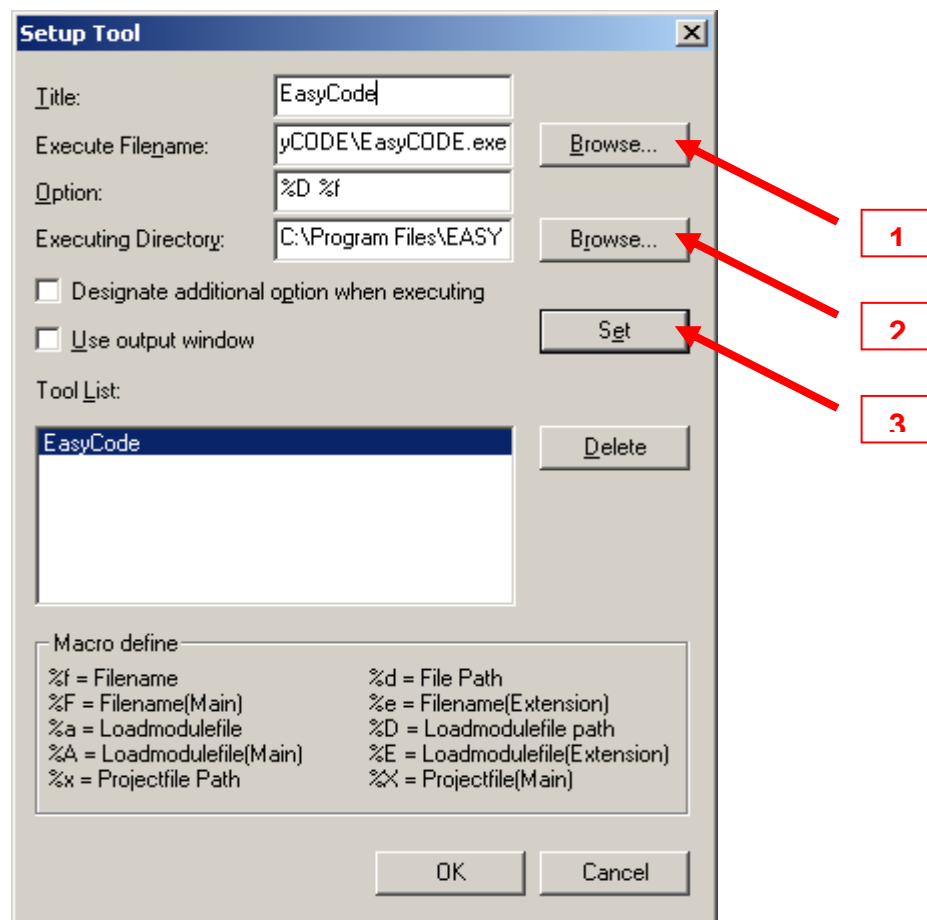 Setup Tool
Title: EasyCode
Execute Filename: yCODE\EasyCODE.exe Browse...
Option: %D %f
Executing Directory: C:\Program Files\EASY Browse...
1
Designate additional option when executing
Use output window Set
2
Tool List:
3
EasyCode Delete
Macro define
%f = Filename %d = File Path
%F = Filename(Main) %e = Filename(Extension)
%a = Loadmodulefile %D = Loadmodulefile path
%A = Loadmodulefile(Main) %E = Loadmodulefile(Extension)
%x = Projectfile Path %X = Projectfile(Main)
OK Cancel